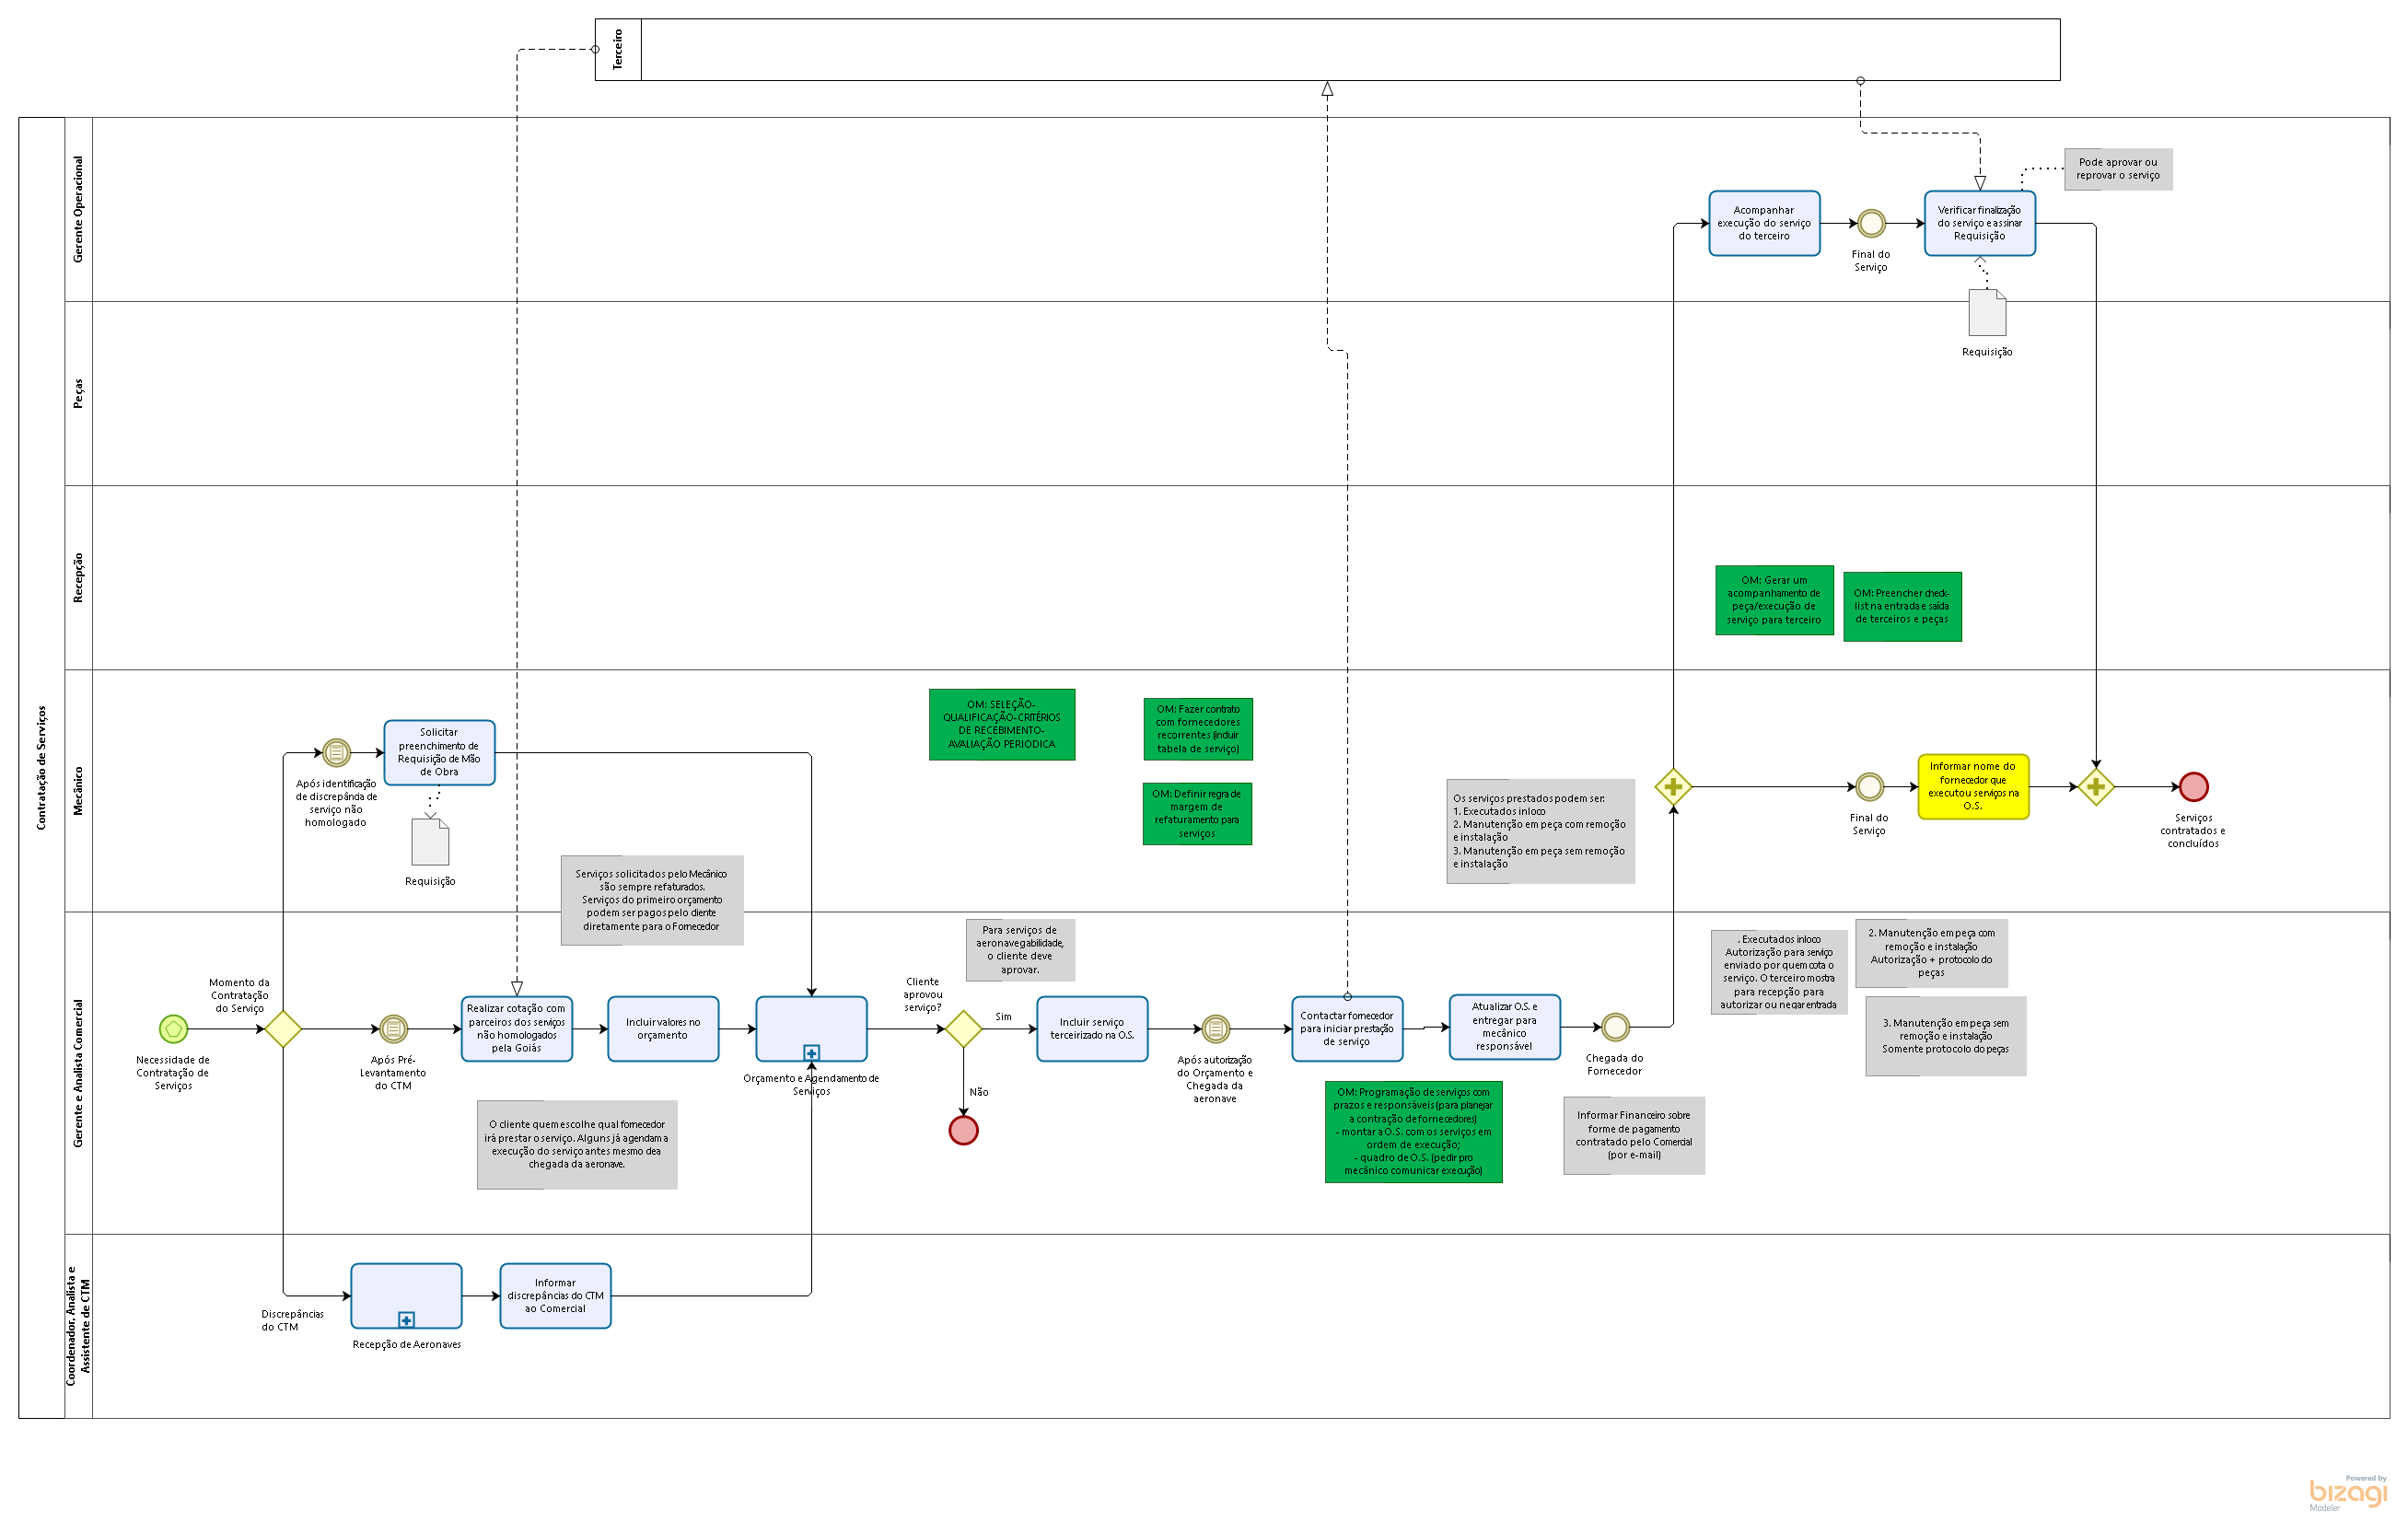 Terceiro
Contratação de Serviços
Gerente Operacional
Pode aprovar ou
reprovar o serviço
Acompanhar
execução do serviço
do terceiro
Final do
Serviço
Verificar finalização
do serviço e assinar
Requisição
Requisição
Peças
Recepção
OM: Gerar um
acompanhamento de
peça/execução de
serviço para terceiro
OM: Preencher check-
list na entrada e saída
de terceiros e peças
Mecânico
Após identificação
de discrepância de
serviço não
homologado
Solicitar
preenchimento de
Requisição de Mão
de Obra
Requisição
Serviços solicitados pelo Mecânico
são sempre refaturados.
Serviços do primeiro orçamento
podem ser pagos pelo cliente
diretamente para o Fornecedor
OM: SELEÇÃO-
QUALIFICAÇÃO-CRITÉRIOS
DE RECEBIMENTO-
AVALIAÇÃO PERIODICA
OM: Fazer contrato
com fornecedores
recorrentes (incluir
tabela de serviço)
OM: Definir regra de
margem de
refaturamento para
serviços
Os serviços prestados podem ser:
1. Executados inloco
2. Manutenção em peça com remoção
e instalação
3. Manutenção em peça sem remoção
e instalação
Final do
Serviço
Informar nome do
fornecedor que
executou serviços na
O.S.
Serviços
contratados e
concluídos
Gerente e Analista Comercial
Necessidade de
Contratação de
Serviços
Momento da
Contratação
do Serviço
Após Pré-
Levantamento
do CTM
Realizar cotação com
parceiros dos serviços
não homologados
pela Goiás
Incluir valores no
orçamento
Orçamento e Agendamento de
Serviços
O cliente quem escolhe qual fornecedor
irá prestar o serviço. Alguns já agendam a
execução do serviço antes mesmo dea
chegada da aeronave.
Cliente
aprovou
serviço?
Para serviços de
aeronavegabilidade,
o cliente deve
aprovar.
Sim
Não
Incluir serviço
terceirizado na O.S.
Após autorização
do Orçamento e
Chegada da
aeronave
Contactar fornecedor
para iniciar prestação
de serviço
Atualizar O.S. e
entregar para
mecânico
responsável
Chegada do
Fornecedor
OM: Programação de serviços com
prazos e responsáveis (para planejar
a contração de fornecedores)
- montar a O.S. com os serviços em
ordem de execução;
- quadro de O.S. (pedir pro
mecânico comunicar execução)
Informar Financeiro sobre
forme de pagamento
contratado pelo Comercial
(por e-mail)
. Executados inloco
Autorização para serviço
enviado por quem cota o
serviço. O terceiro mostra
para recepção para
autorizar ou negar entrada
2. Manutenção em peça com
remoção e instalação
Autorização + protocolo do
peças
3. Manutenção em peça sem
remoção e instalação
Somente protocolo do peças
Coordenador, Analista e
Assistente de CTM
Discrepâncias
do CTM
Recepção de Aeronaves
Informar
discrepâncias do CTM
ao Comercial
Powered by
bizagi
Modeler